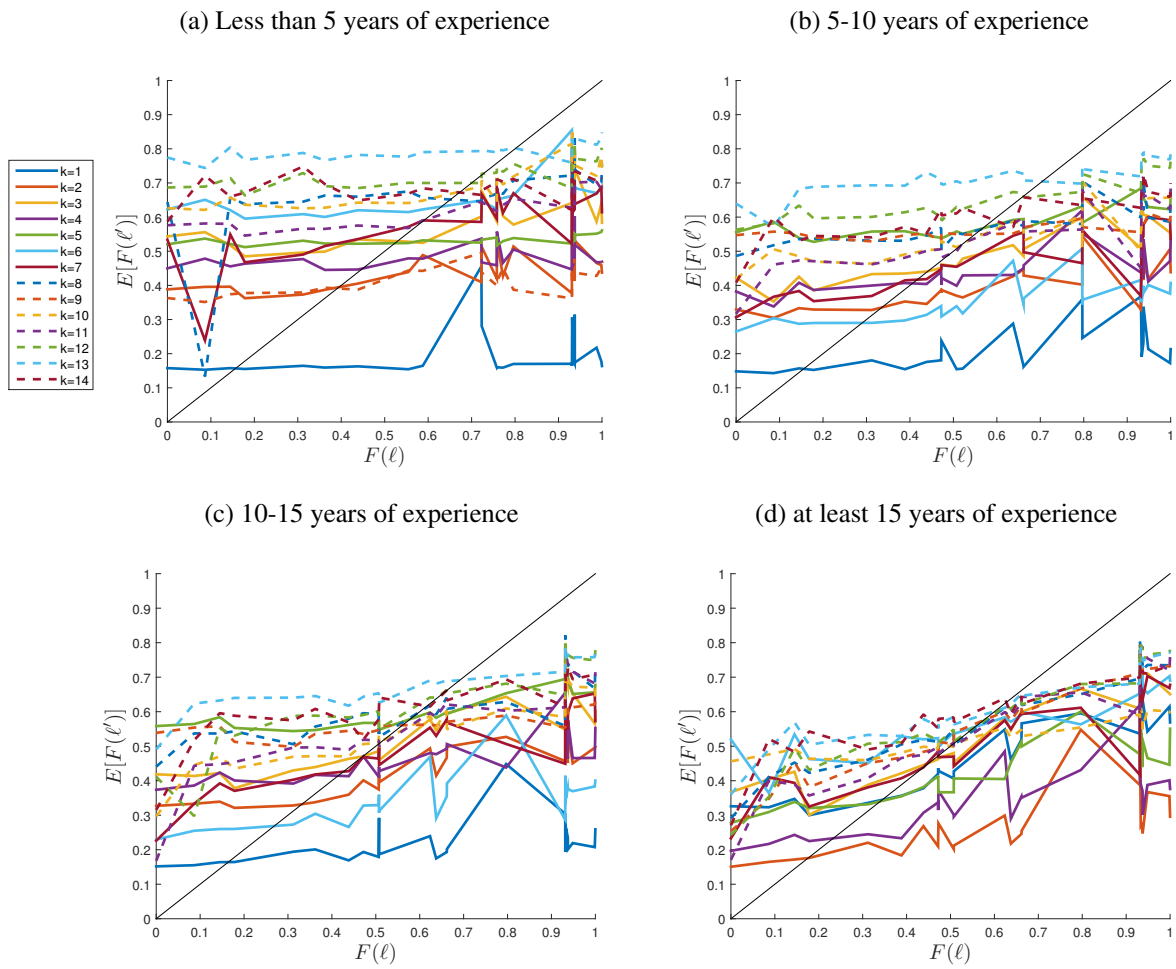 (a) Less than 5 years of experience
(b) 5-10 years of experience
1
0.9
0.8
0.7
0.6
0.5
0.4
0.3
0.2
0.1
0
E[F(ℓ′)]
0 0.1 0.2 0.3 0.4 0.5 0.6 0.7 0.8 0.9 1
F(ℓ)
k=1
k=2
k=3
k=4
k=5
k=6
k=7
k=8
k=9
k=10
k=11
k=12
k=13
k=14
1
0.9
0.8
0.7
0.6
0.5
0.4
0.3
0.2
0.1
0
E[F(ℓ′)]
0 0.1 0.2 0.3 0.4 0.5 0.6 0.7 0.8 0.9 1
F(ℓ)
(c) 10-15 years of experience
(d) at least 15 years of experience
1
0.9
0.8
0.7
0.6
0.5
0.4
0.3
0.2
0.1
0
E[F(ℓ′)]
0 0.1 0.2 0.3 0.4 0.5 0.6 0.7 0.8 0.9 1
F(ℓ)
1
0.9
0.8
0.7
0.6
0.5
0.4
0.3
0.2
0.1
0
E[F(ℓ′)]
0 0.1 0.2 0.3 0.4 0.5 0.6 0.7 0.8 0.9 1
F(ℓ)